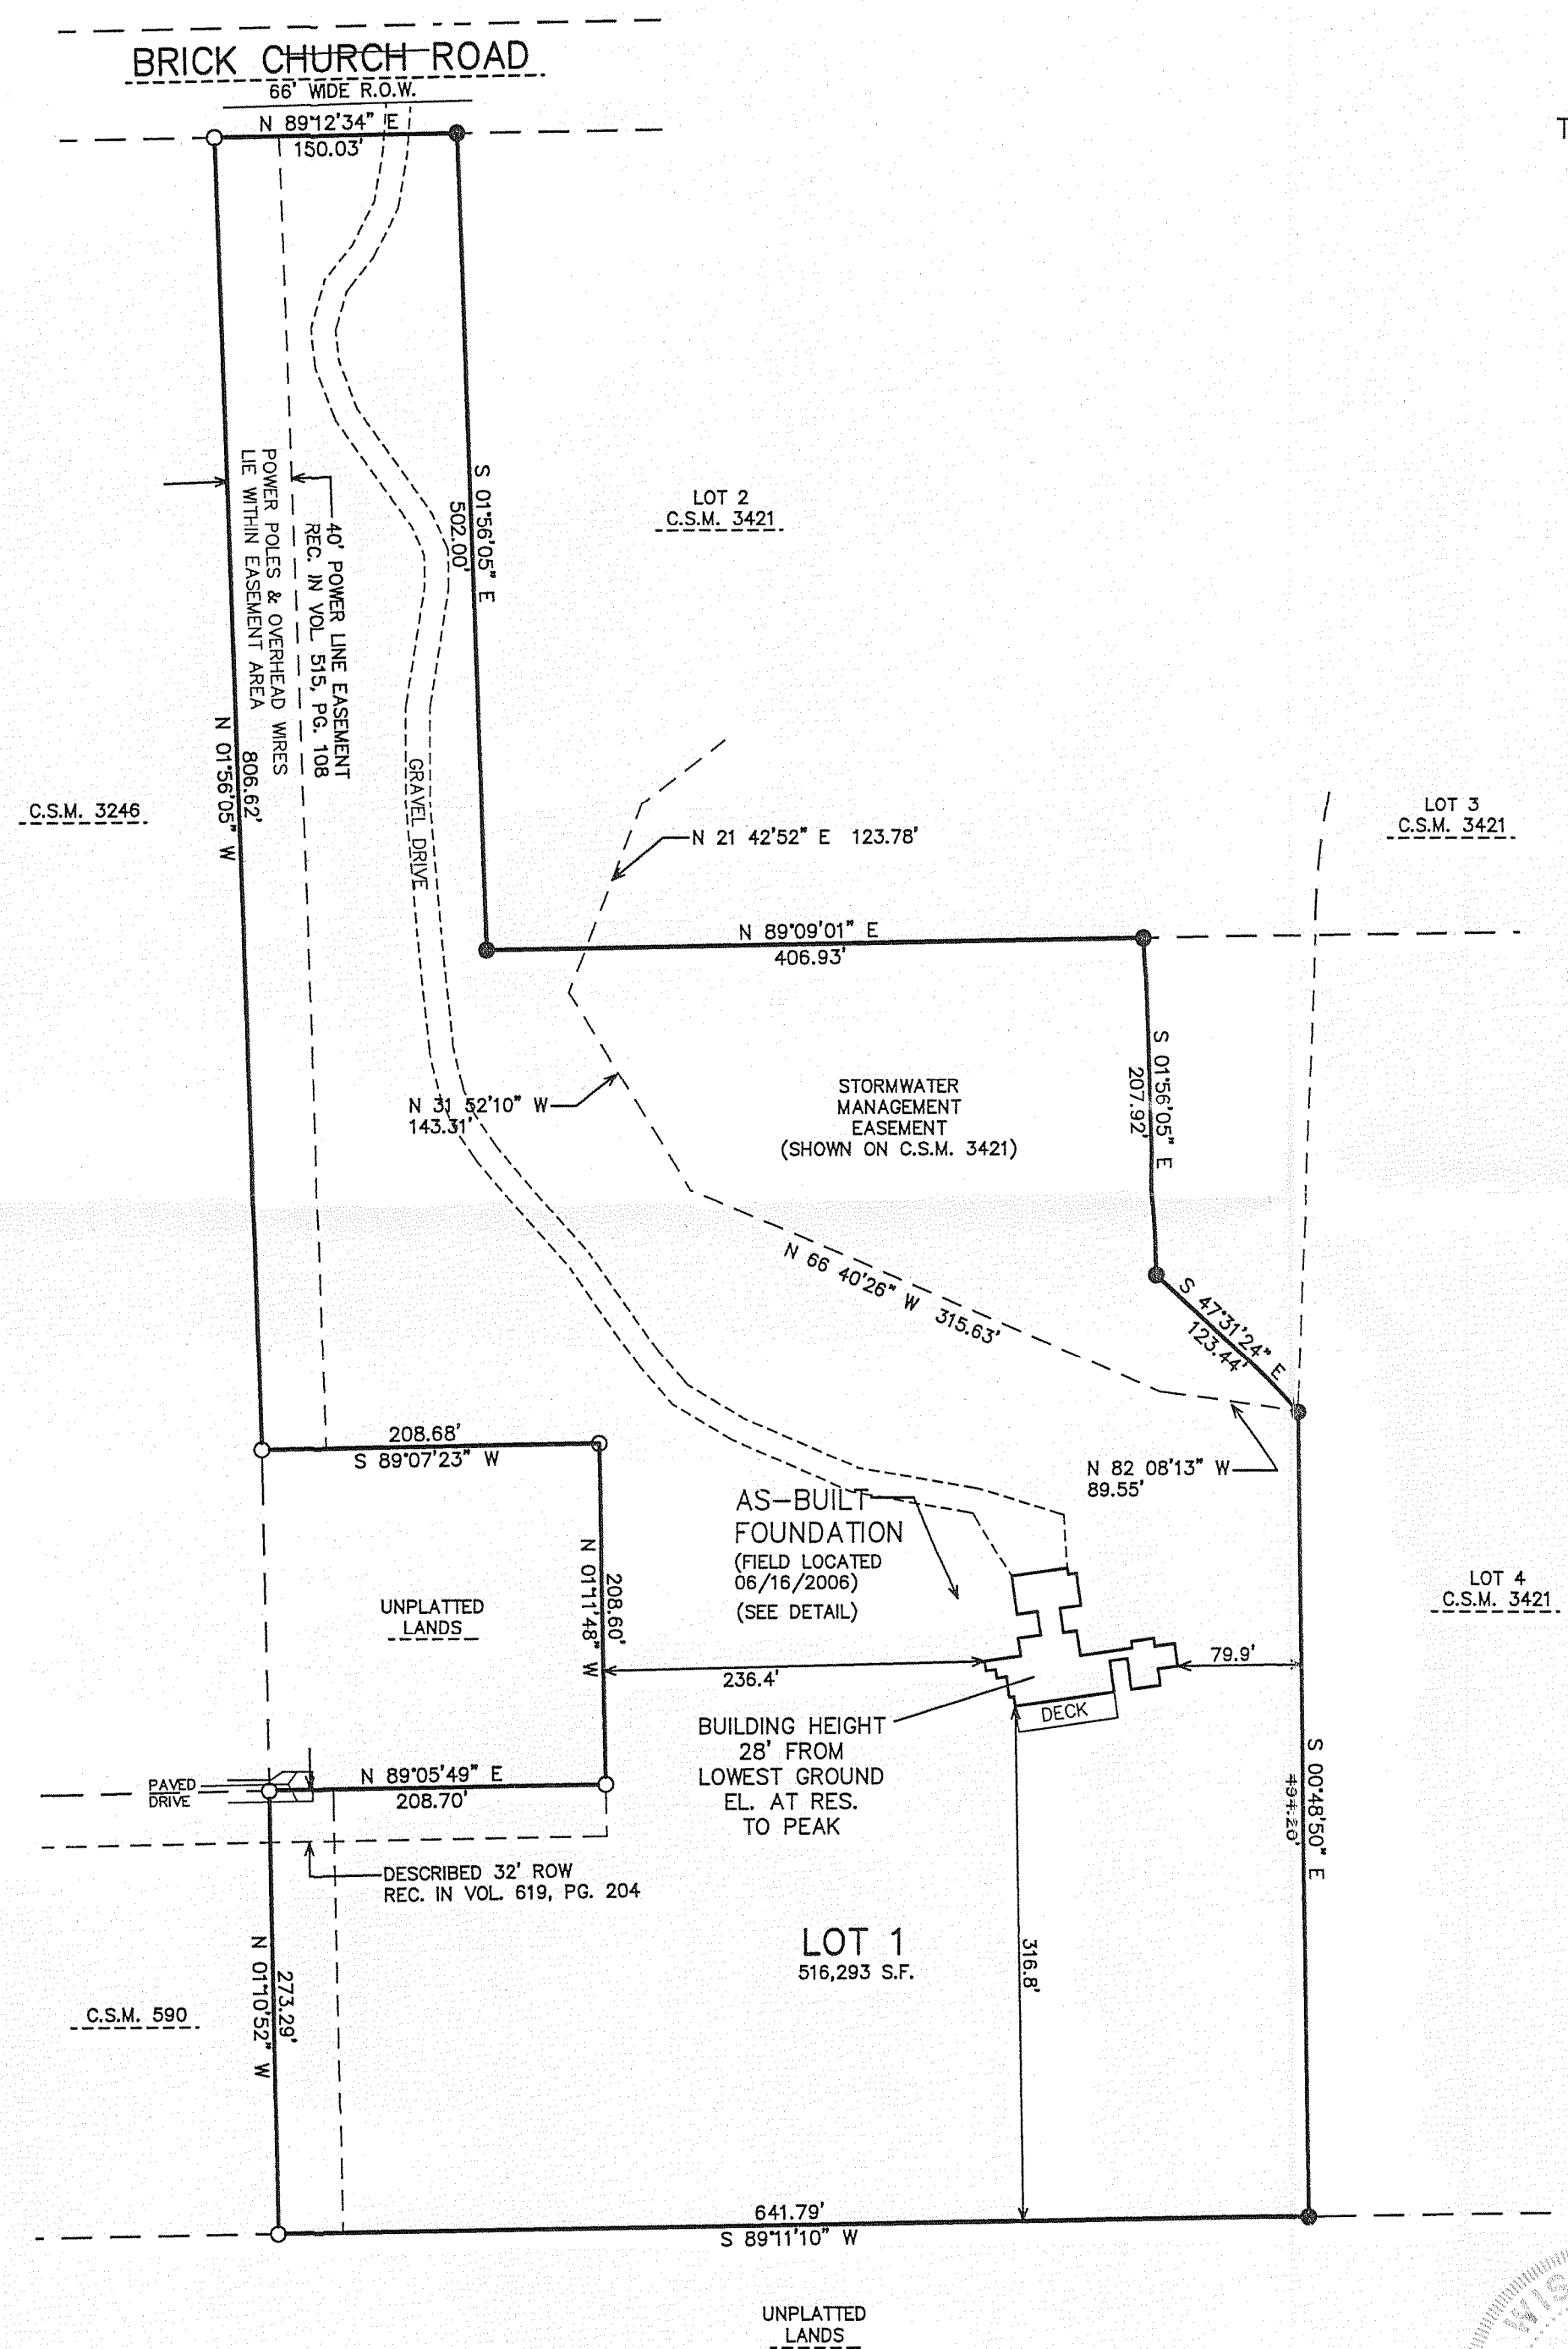 BRICK CHURCH ROAD
66' WIDE R.O.W.
N 89°12'34" E
150.03'
T
S 01°56'05" E
502.00'
LOT 2
C.S.M. 3421
40' POWER LINE EASEMENT
REC. IN VOL. 515, PG. 108
POWER POLES & OVERHEAD WIRES
LIE WITHIN EASEMENT AREA
806.62'
N 01°56'05" W
GRAVEL DRIVE
C.S.M. 3246
LOT 3
C.S.M. 3421
N 21 42'52" E 123.78'
N 89°09'01" E
406.93'
S 01°56'05" E
207.92'
N 31 52'10" W
143.31'
STORMWATER
MANAGEMENT
EASEMENT
(SHOWN ON C.S.M. 3421)
N 66 40'26" W 315.63'
S 47°31'24" E
123.44'
208.68'
S 89°07'23" W
N 82 08'13" W
89.55'
AS-BUILT
FOUNDATION
(FIELD LOCATED
06/16/2006)
(SEE DETAIL)
208.60'
N 01°11'48" W
UNPLATTED
LANDS
LOT 4
C.S.M. 3421
236.4'
79.9'
DECK
BUILDING HEIGHT
28' FROM
LOWEST GROUND
EL. AT RES.
TO PEAK
S 00°48'50" E
494.20'
PAVED
DRIVE
N 89°05'49" E
208.70'
DESCRIBED 32' ROW
REC. IN VOL. 619, PG. 204
LOT 1
516,293 S.F.
316.8'
273.29'
N 01°10'52" W
C.S.M. 590
641.79'
S 89°11'10" W
UNPLATTED
LANDS
WIS